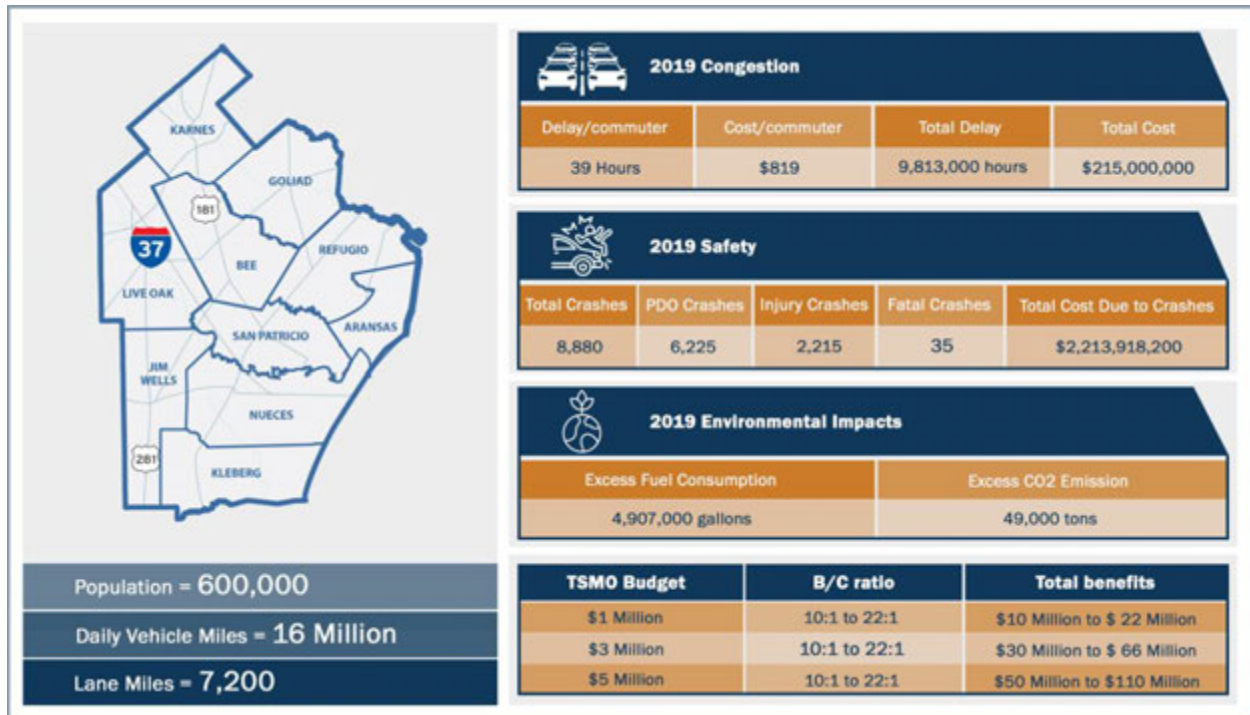 KARNES
GOLIAD
181
37
REFUGIO
BEE
LIVE OAK
SAN PATRICIO
ARANSAS
JIM
WELLS
NUECES
281
KLEBERG
Population = 600,000
Daily Vehicle Miles = 16 Million
Lane Miles = 7,200
2019 Congestion
Delay/commuter Cost/commuter Total Delay Total Cost
39 Hours $819 9,813,000 hours $215,000,000
2019 Safety
Total Crashes PDO Crashes Injury Crashes Fatal Crashes Total Cost Due to Crashes
8,880 6,225 2,215 35 $2,213,918,200
2019 Environmental Impacts
Excess Fuel Consumption Excess CO2 Emission
4,907,000 gallons 49,000 tons
TSMO Budget B/C ratio Total benefits
$1 Million 10:1 to 22:1 $10 Million to $ 22 Million
$3 Million 10:1 to 22:1 $30 Million to $ 66 Million
$5 Million 10:1 to 22:1 $50 Million to $110 Million